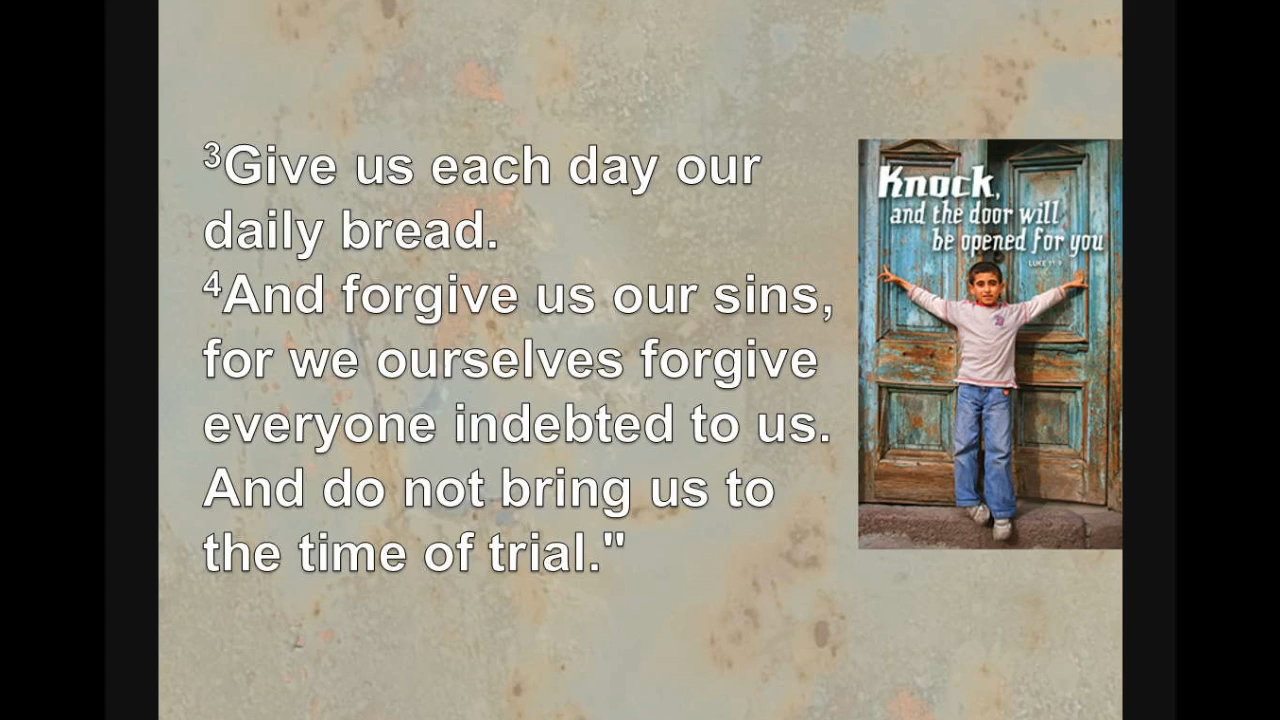 ³Give us each day our
daily bread.
⁴And forgive us our sins,
for we ourselves forgive
everyone indebted to us.
And do not bring us to
the time of trial."
Knock,
and the door will
be opened for you
LUKE